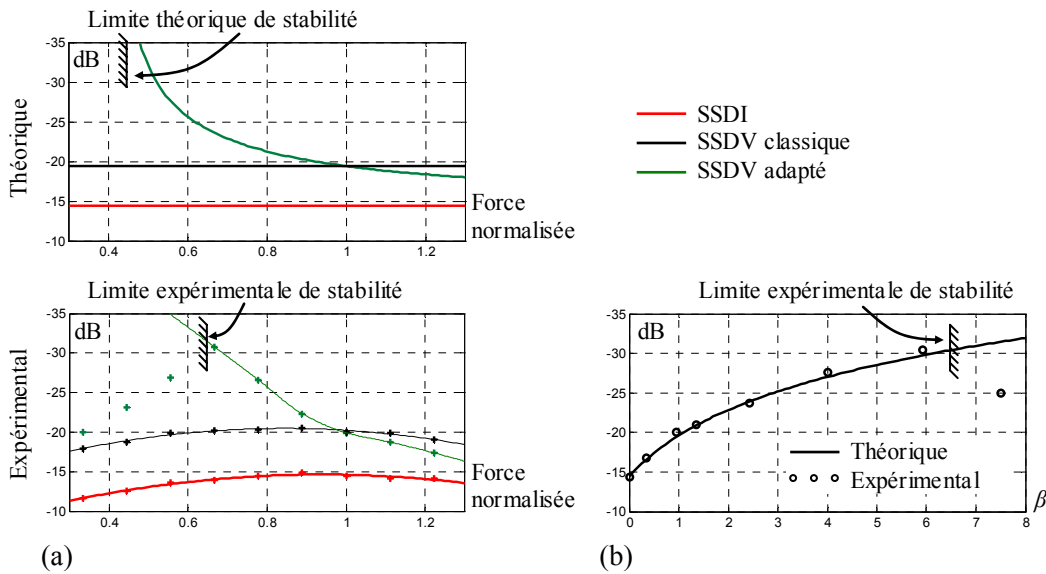 Limite théorique de stabilité
-35
dB
-30
-25
-20
-15
-10
Théorique
0.4 0.6 0.8 1 1.2
Force
normalisée
SSDI
SSDV classique
SSDV adapté
Limite expérimentale de stabilité
-35
dB
-30
-25
-20
-15
-10
Expérimental
0.4 0.6 0.8 1 1.2
Force
normalisée
(a)
Limite expérimentale de stabilité
-35
dB
-30
-25
-20
-15
-10
Théorique
Expérimental
0 1 2 3 4 5 6 7 8
β
(b)